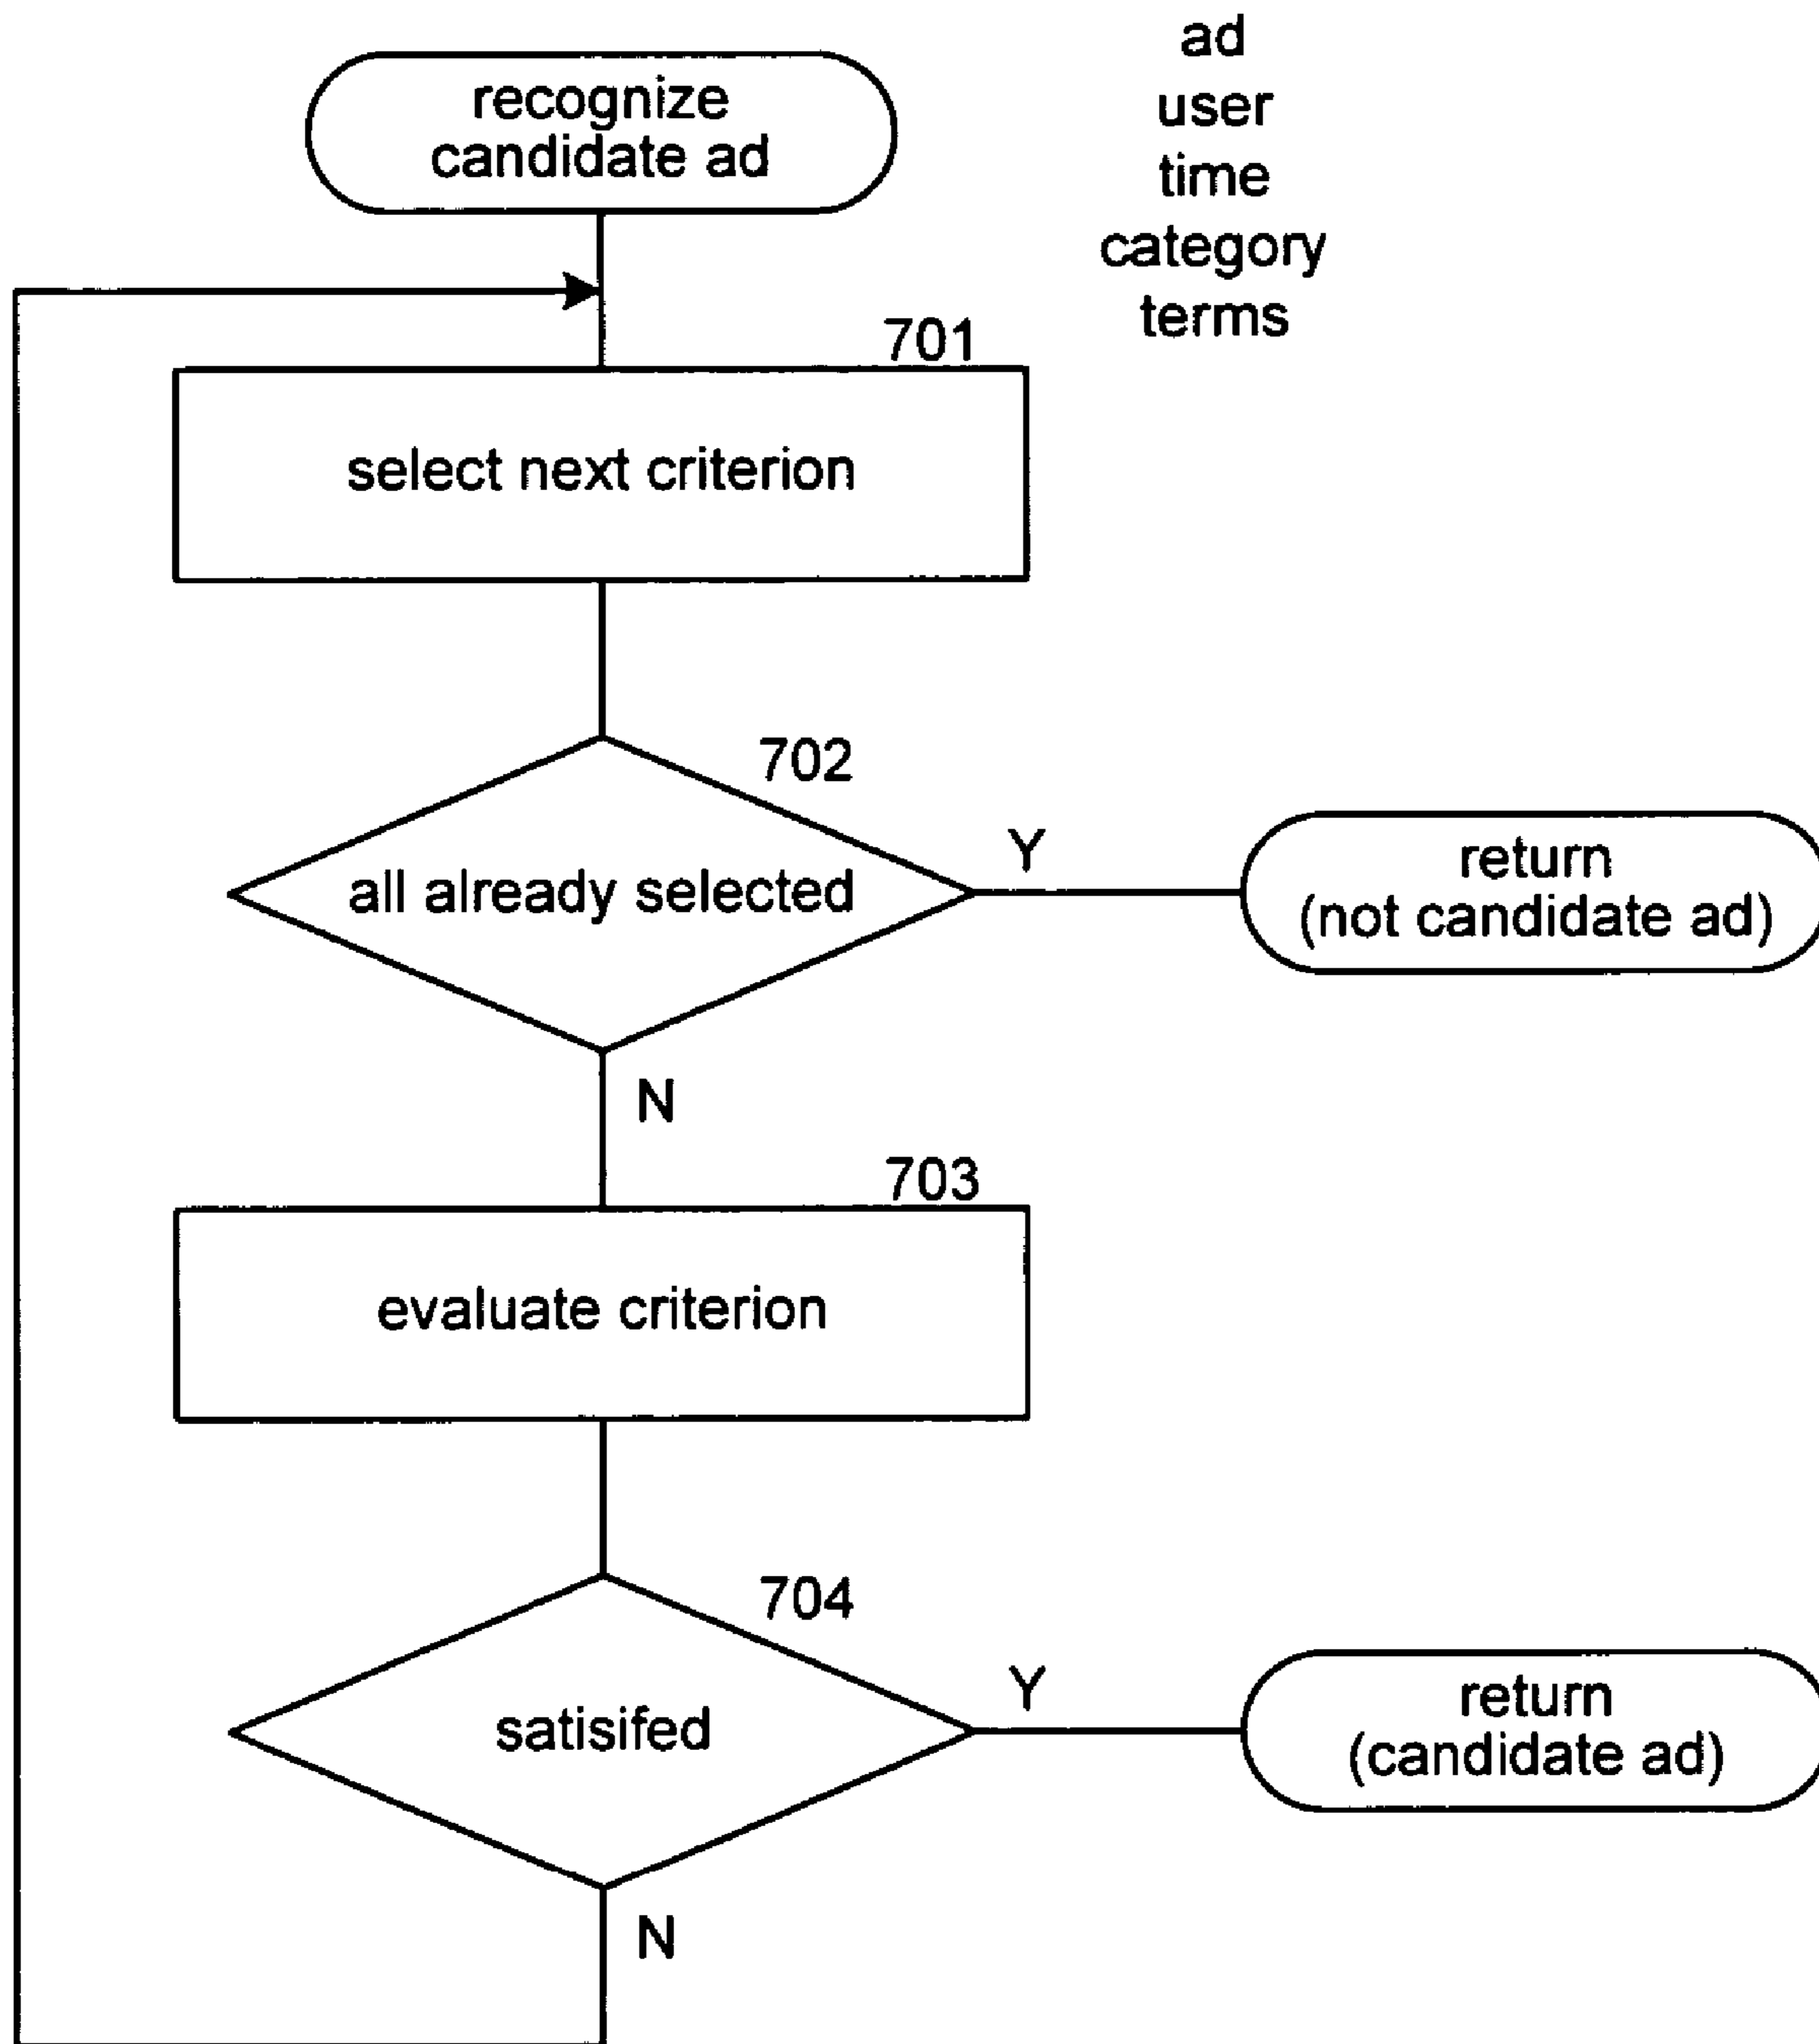 recognize
candidate ad
ad
user
time
category
terms
701
select next criterion
702
all already selected
Y
return
(not candidate ad)
N
703
evaluate criterion
704
satisifed
Y
return
(candidate ad)
N